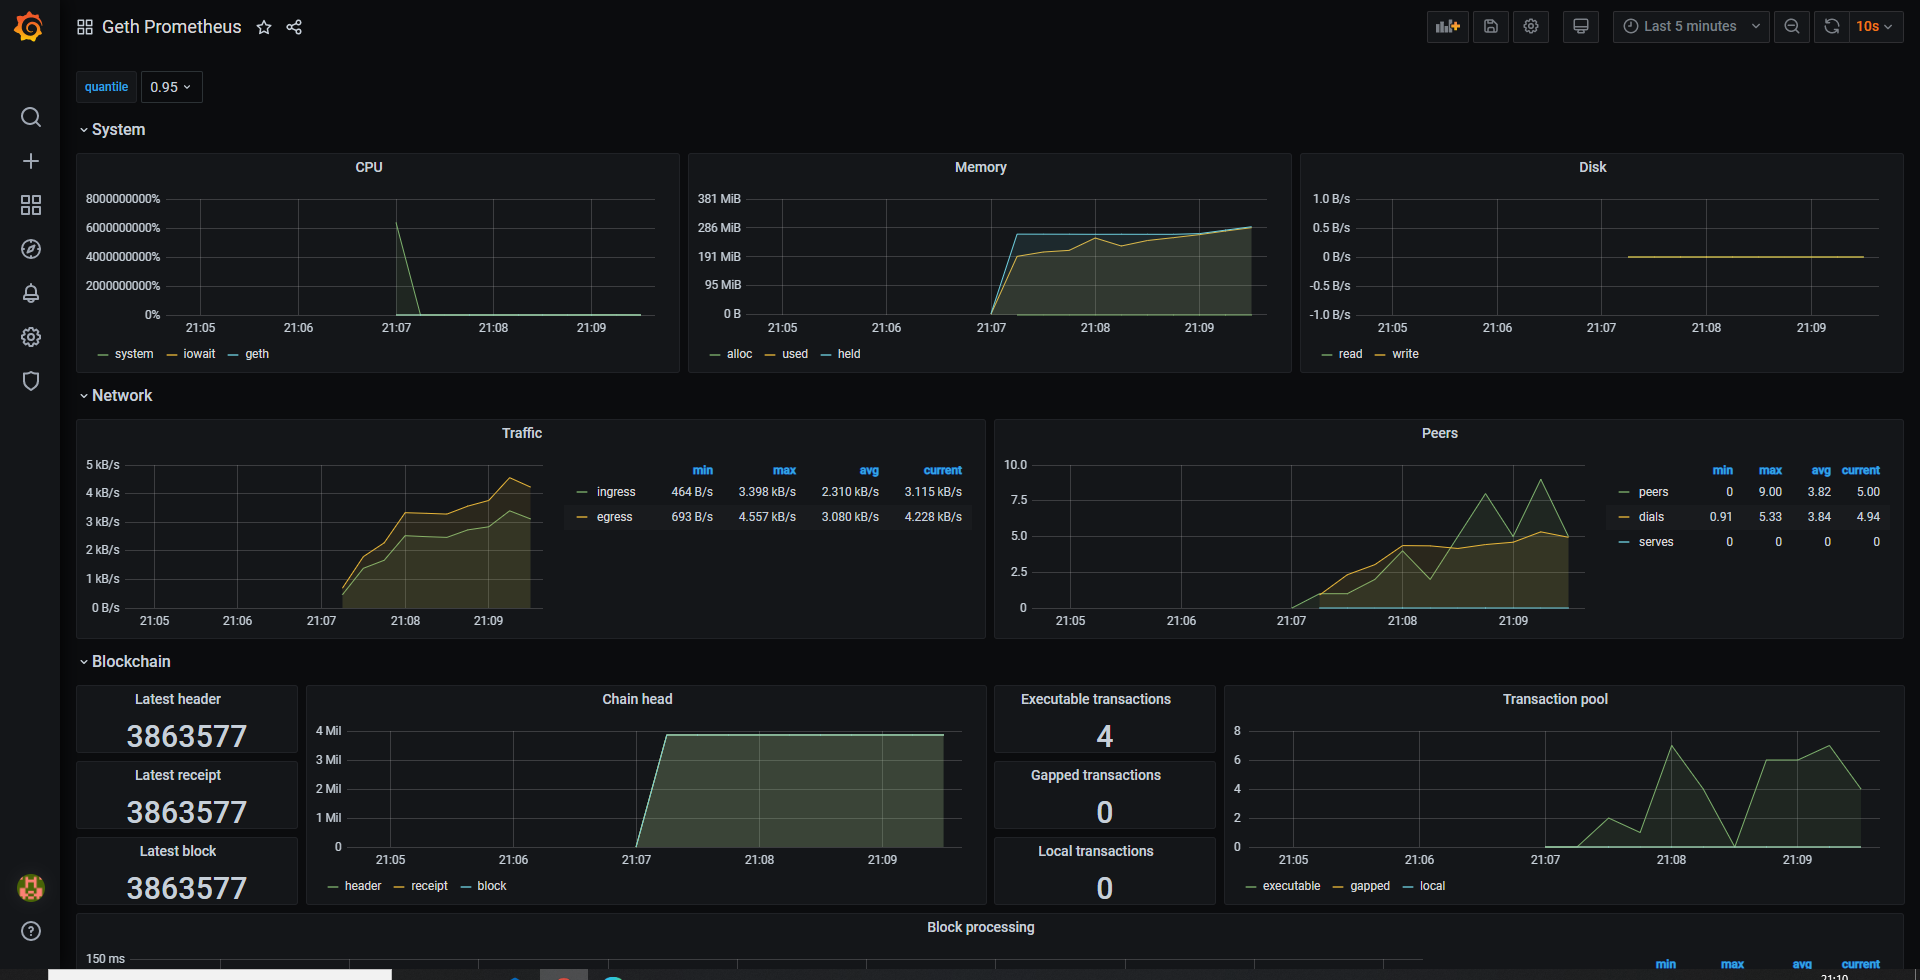 Geth Prometheus
Last 5 minutes
10s
quantile 0.95
System
CPU
8000000000%
6000000000%
4000000000%
2000000000%
0%
21:05 21:06 21:07 21:08 21:09
system iowait geth
Memory
381 MiB
286 MiB
191 MiB
95 MiB
0 B
21:05 21:06 21:07 21:08 21:09
alloc used held
Disk
1.0 B/s
0.5 B/s
0 B/s
-0.5 B/s
-1.0 B/s
21:05 21:06 21:07 21:08 21:09
read write
Network
Traffic
5 kB/s
4 kB/s
3 kB/s
2 kB/s
1 kB/s
0 B/s
21:05 21:06 21:07 21:08 21:09
min max avg current
ingress 464 B/s 3.398 kB/s 2.310 kB/s 3.115 kB/s
egress 693 B/s 4.557 kB/s 3.080 kB/s 4.228 kB/s
Peers
10.0
7.5
5.0
2.5
0
21:05 21:06 21:07 21:08 21:09
min max avg current
peers 0 9.00 3.82 5.00
dials 0.91 5.33 3.84 4.94
serves 0 0 0 0
Blockchain
Latest header
3863577
Latest receipt
3863577
Latest block
3863577
Chain head
4 Mil
3 Mil
2 Mil
1 Mil
0
21:05 21:06 21:07 21:08 21:09
header receipt block
Executable transactions
4
Gapped transactions
0
Local transactions
0
Transaction pool
8
6
4
2
0
21:05 21:06 21:07 21:08 21:09
executable gapped local
Block processing
150 ms
min max avg current
21:10